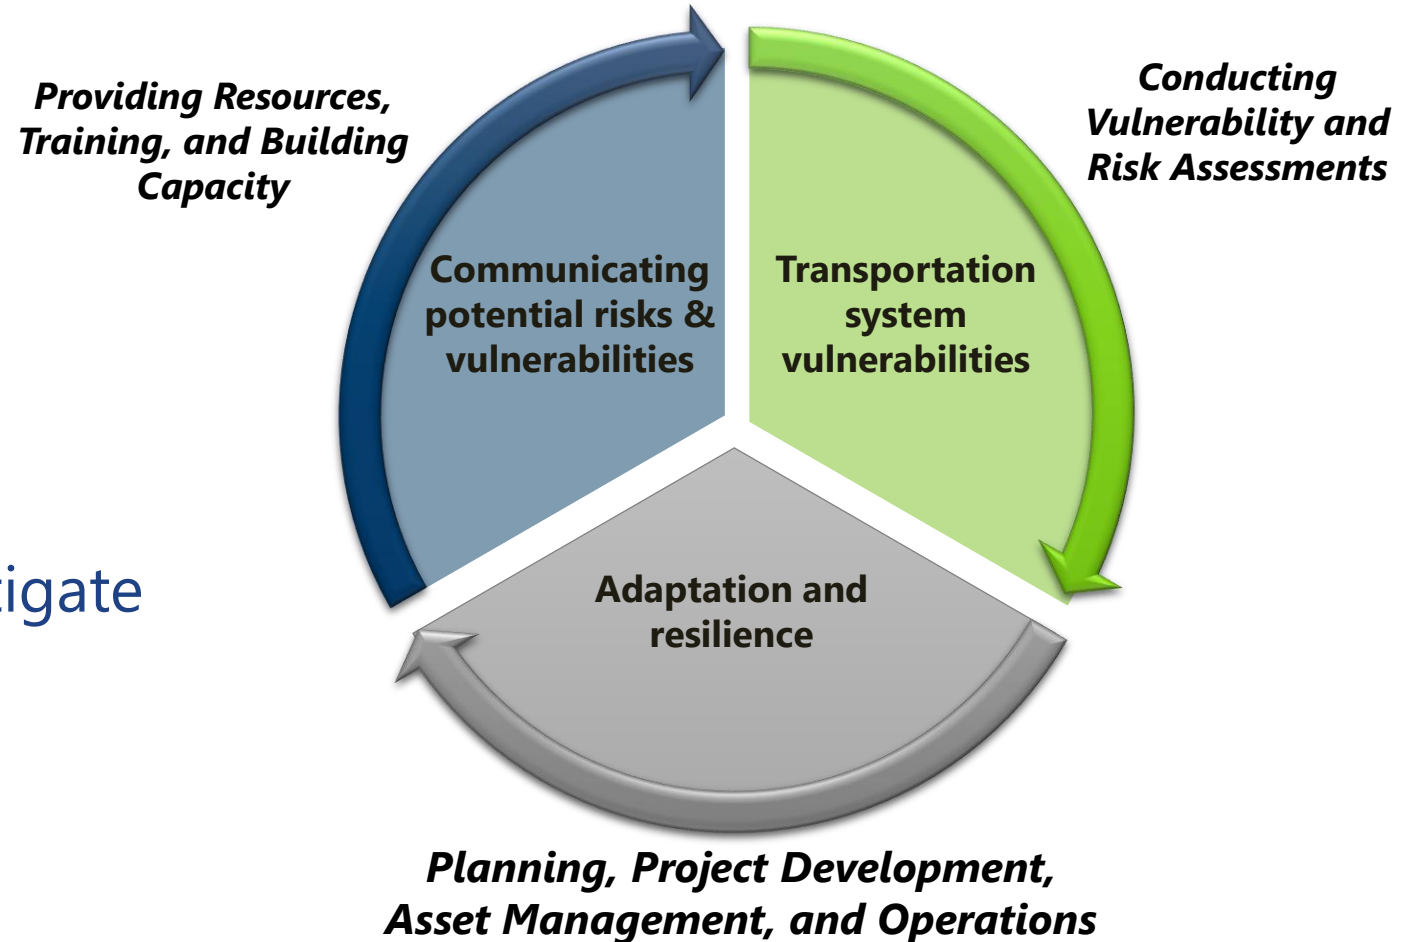 Providing Resources,
Training, and Building
Capacity
Conducting
Vulnerability and
Risk Assessments
Communicating
potential risks &
vulnerabilities
Transportation
system
vulnerabilities
Adaptation and
resilience
Planning, Project Development,
Asset Management, and Operations